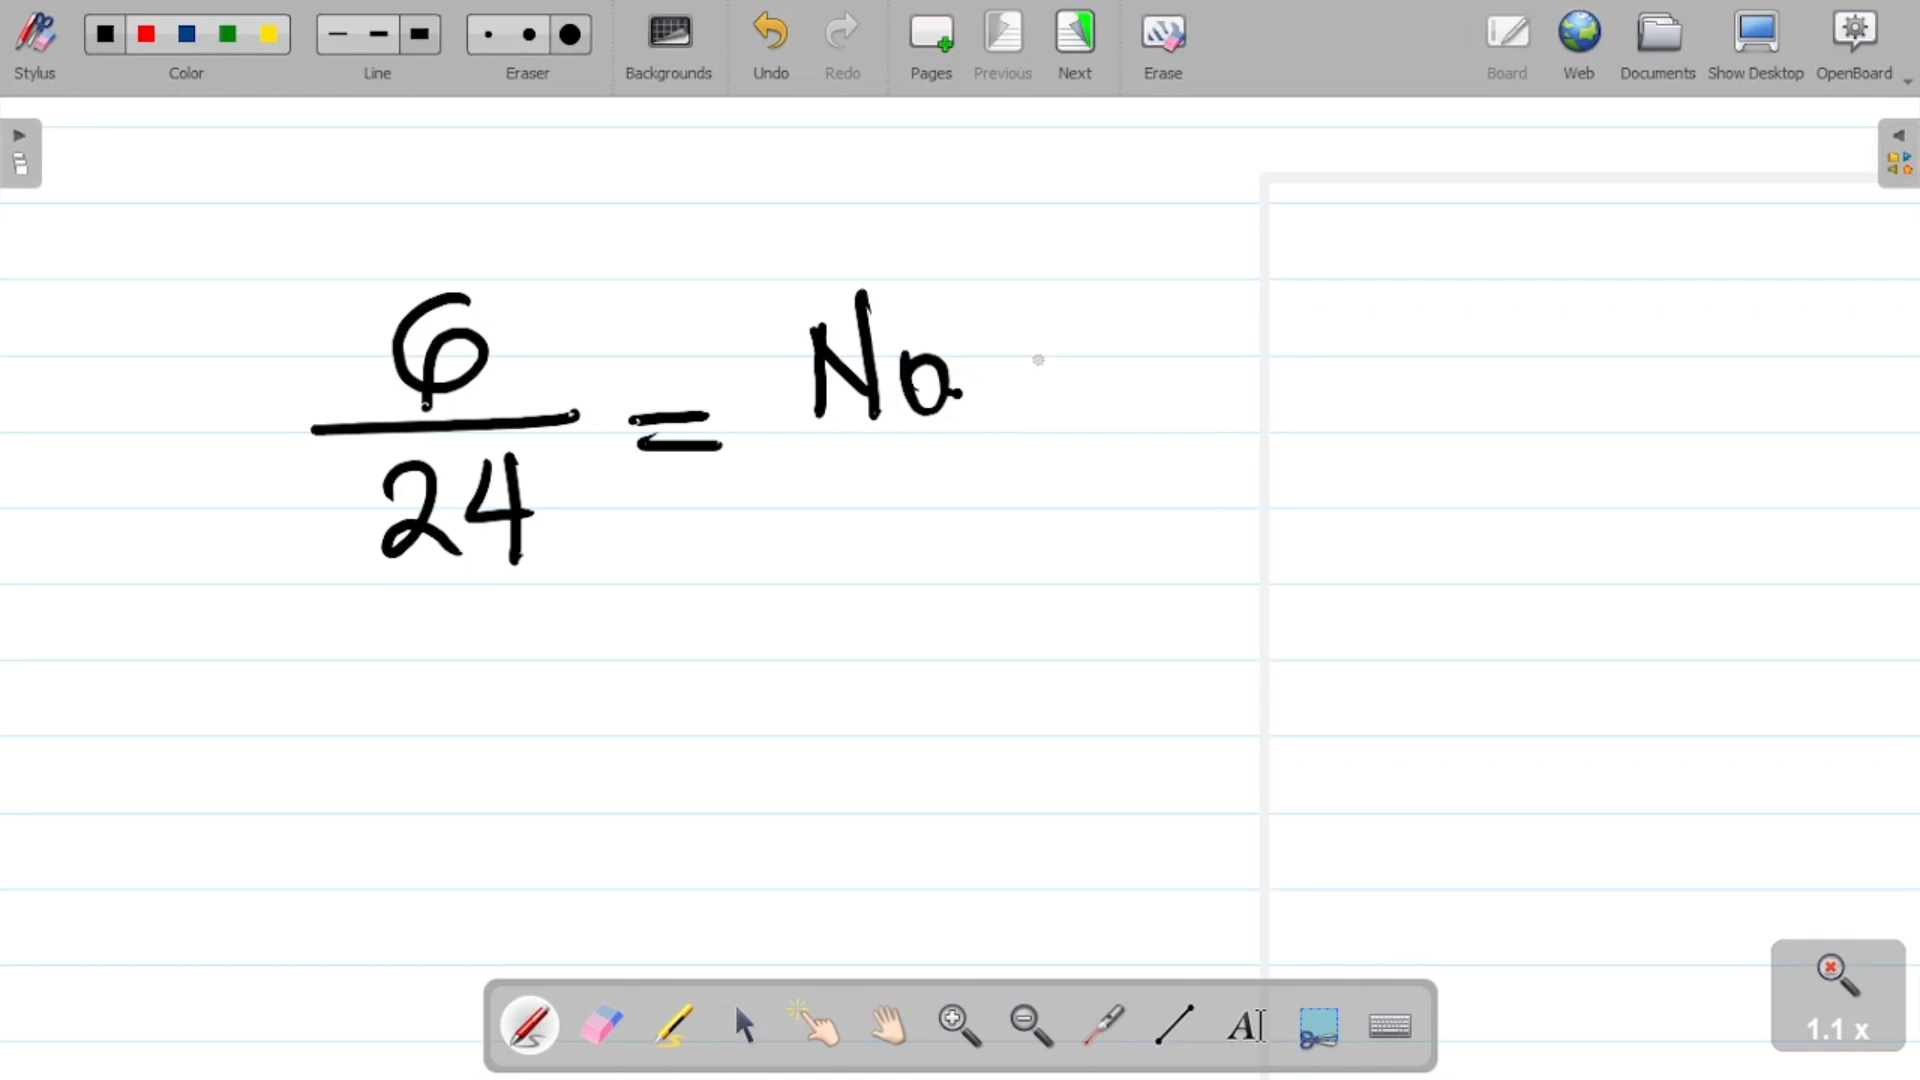 Stylus Color Line Eraser Backgrounds Undo Redo Pages Previous Next Erase Board Web Documents Show Desktop OpenBoard
6
= No
24
1.1 x